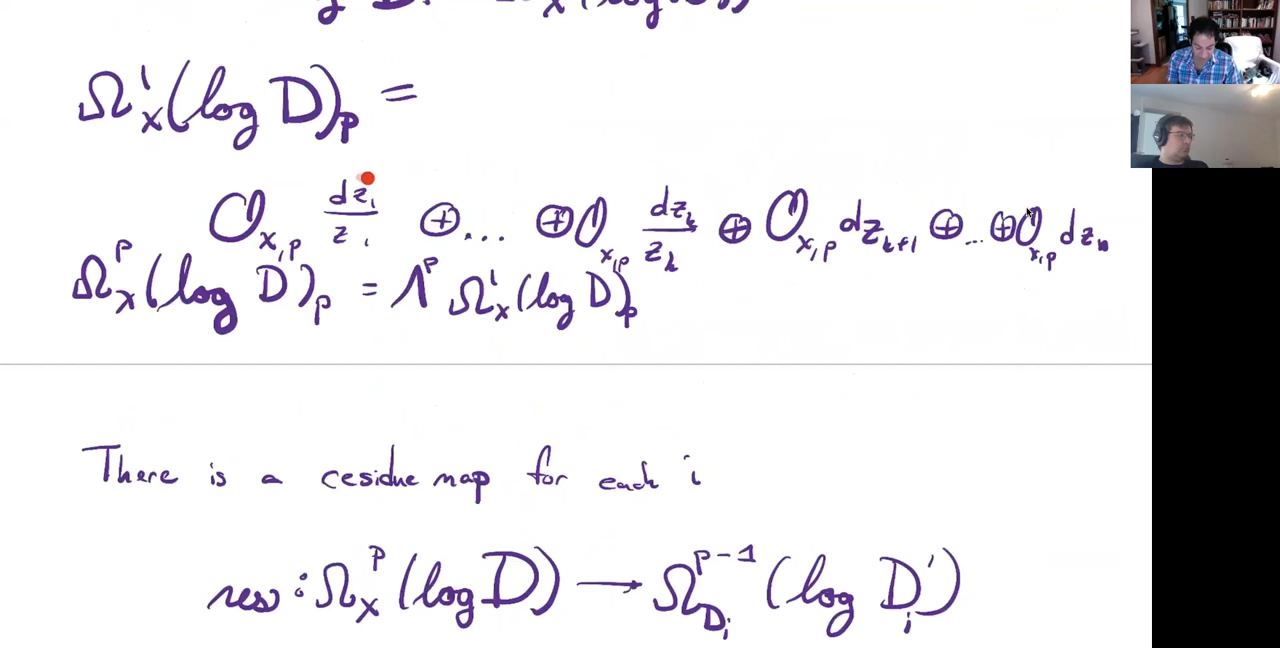 Ω¹_X(log D)_p =
O_{X,p} dz₁/z₁ ⊕ ... ⊕ O_{X,p} dz_k/z_k ⊕ O_{X,p} dz_{k+1} ⊕ ... ⊕ O_{X,p} dz_n
Ω^p_X(log D)_p = Λ^p Ω¹_X(log D)_p
There is a residue map for each i
res : Ω^p_X(log D) → Ω^{p-1}_{D_i}(log D'_i)